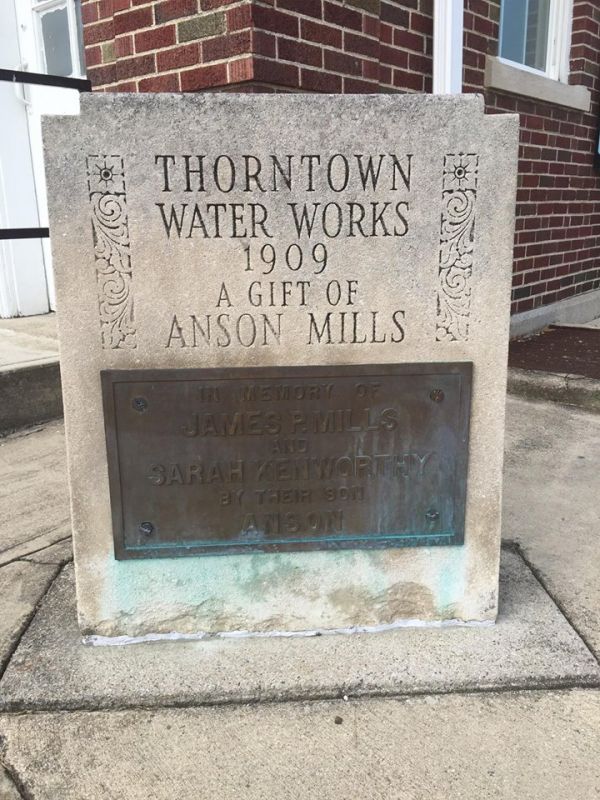 THORNTOWN
WATER WORKS
1909
A GIFT OF
ANSON MILLS
IN MEMORY OF
JAMES P. MILLS
AND
SARAH KENWORTHY
BY THEIR SON
ANSON